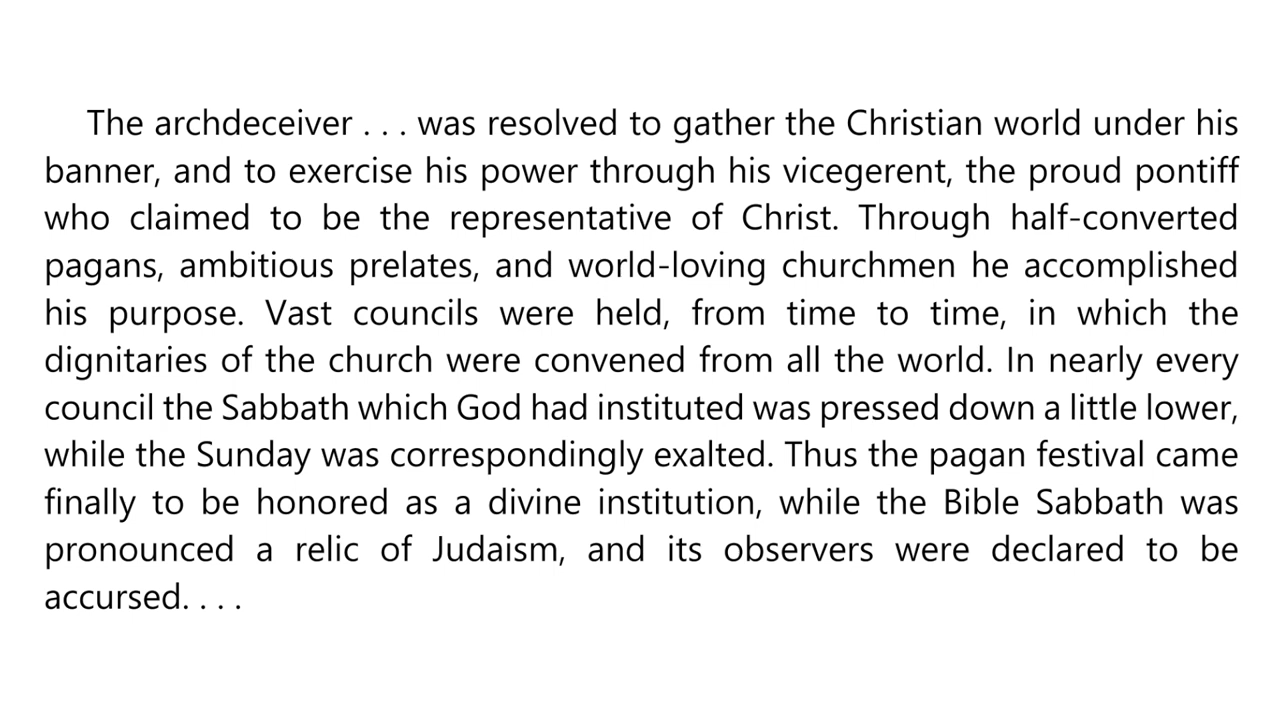 The archdeceiver . . . was resolved to gather the Christian world under his
banner, and to exercise his power through his vicegerent, the proud pontiff
who claimed to be the representative of Christ. Through half-converted
pagans, ambitious prelates, and world-loving churchmen he accomplished
his purpose. Vast councils were held, from time to time, in which the
dignitaries of the church were convened from all the world. In nearly every
council the Sabbath which God had instituted was pressed down a little lower,
while the Sunday was correspondingly exalted. Thus the pagan festival came
finally to be honored as a divine institution, while the Bible Sabbath was
pronounced a relic of Judaism, and its observers were declared to be
accursed. . . .